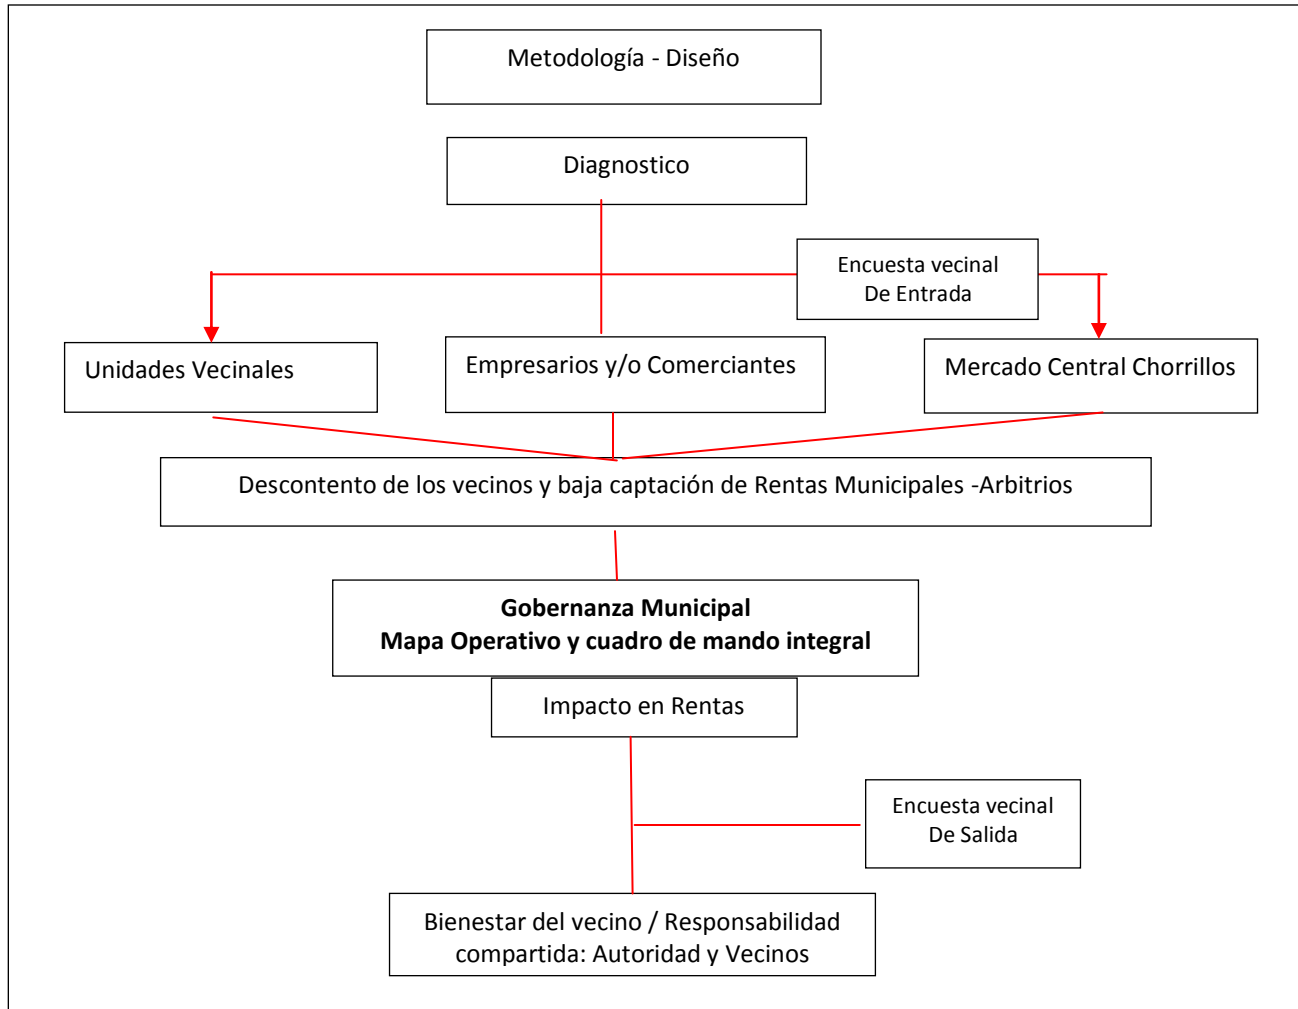 Metodología - Diseño
Diagnostico
Encuesta vecinal
De Entrada
Unidades Vecinales
Empresarios y/o Comerciantes
Mercado Central Chorrillos
Descontento de los vecinos y baja captación de Rentas Municipales -Arbitrios
Gobernanza Municipal
Mapa Operativo y cuadro de mando integral
Impacto en Rentas
Encuesta vecinal
De Salida
Bienestar del vecino / Responsabilidad
compartida: Autoridad y Vecinos